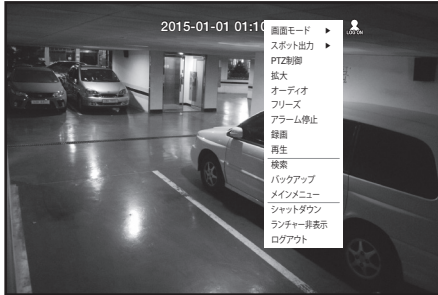 2015-01-01 01:10
LOG ON
画面モード
スポット出力
PTZ制御
拡大
オーディオ
フリーズ
アラーム停止
録画
再生
検索
バックアップ
メインメニュー
シャットダウン
ランチャー非表示
ログアウト